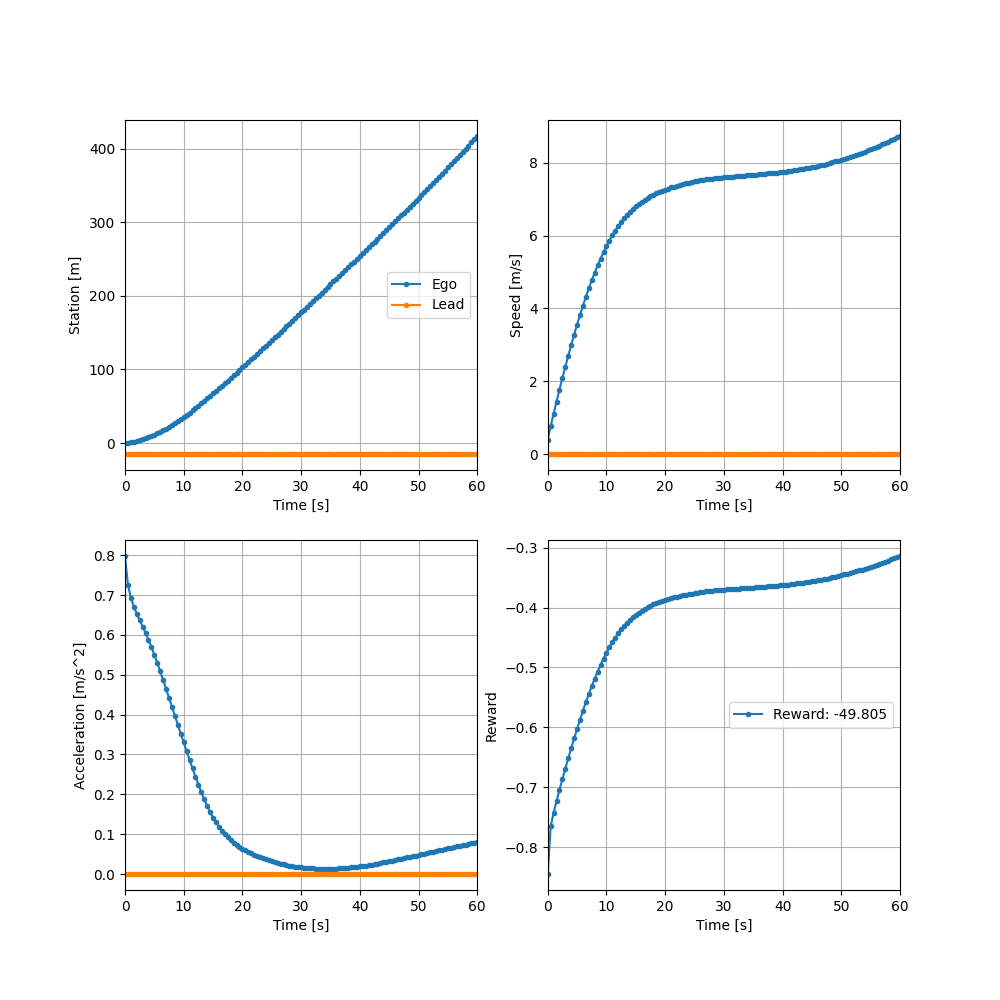 400
300
200
100
0
Station [m]
Ego
Lead
0 10 20 30 40 50 60
Time [s]
8
6
4
2
0
Speed [m/s]
0 10 20 30 40 50 60
Time [s]
0.8
0.7
0.6
0.5
0.4
0.3
0.2
0.1
0.0
Acceleration [m/s^2]
0 10 20 30 40 50 60
Time [s]
−0.3
−0.4
−0.5
−0.6
−0.7
−0.8
Reward
Reward: -49.805
0 10 20 30 40 50 60
Time [s]